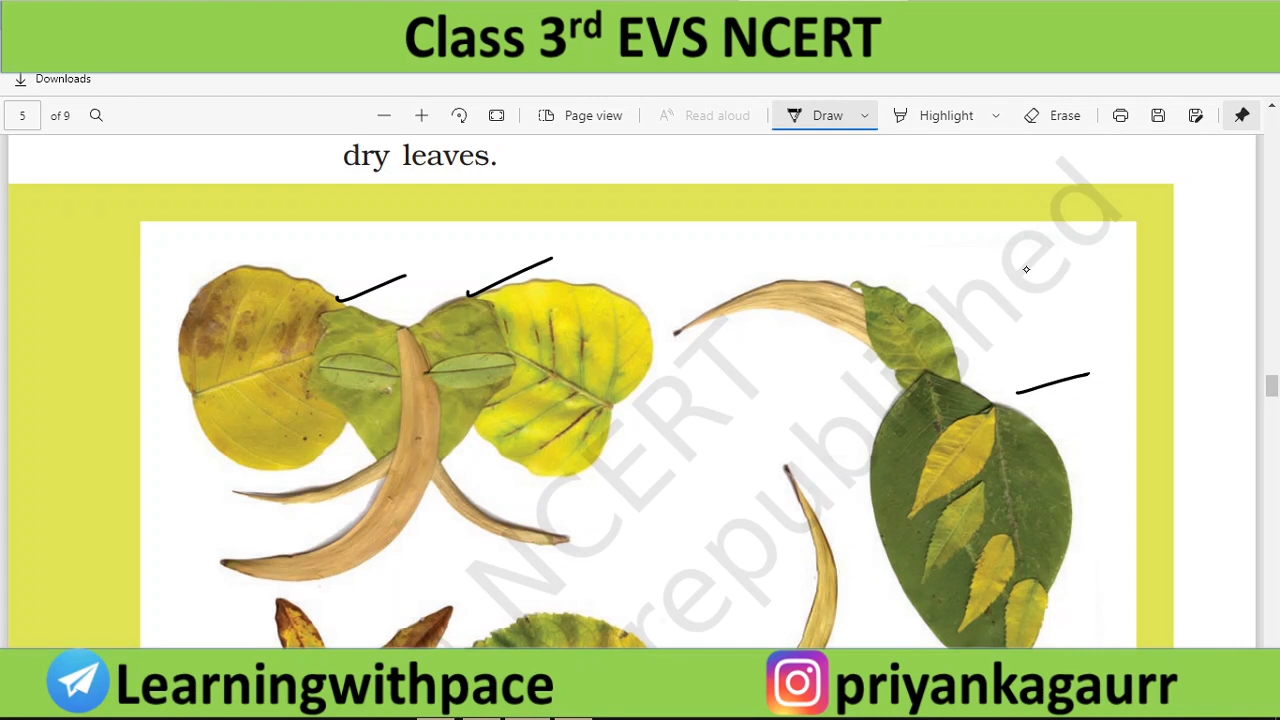 Class 3rd EVS NCERT
Downloads
5 of 9 Page view Read aloud Draw Highlight Erase
dry leaves.
NCERT
republished
Learningwithpace priyankagaurr